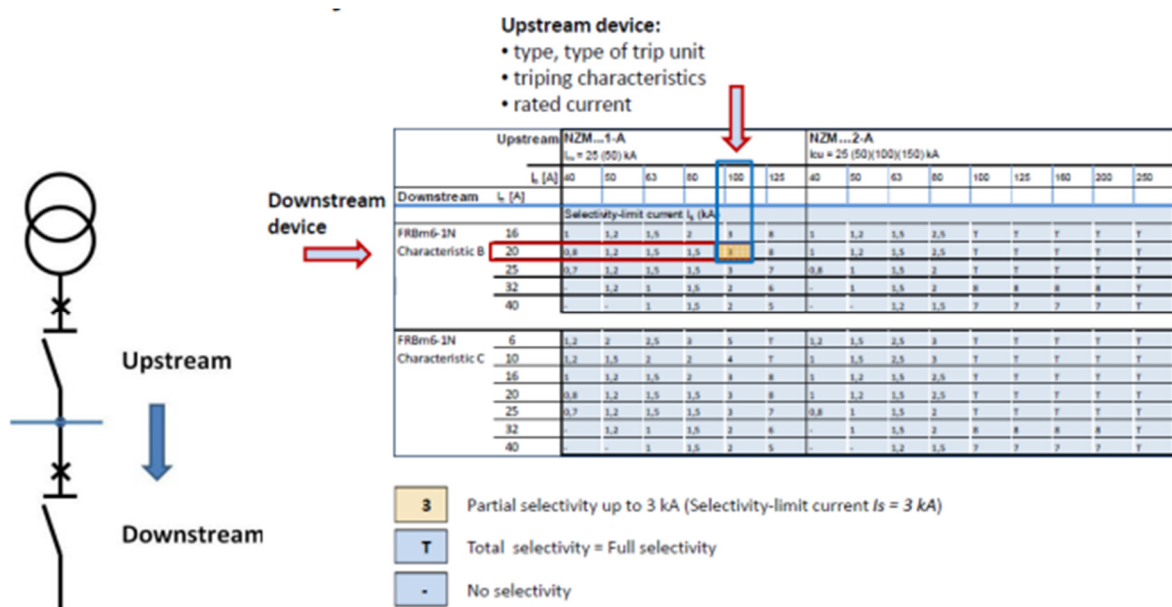 Upstream device:
• type, type of trip unit
• triping characteristics
• rated current
Downstream
device
Upstream
Downstream
Upstream NZM...1-A NZM....2-A
Icu = 25 (50) kA Icu = 25 (50)(100)(150) kA
Iₙ [A] 40 50 63 80 100 125 40 50 63 80 100 125 160 200 250
Downstream Iₙ [A]
Selectivity-limit current Iₛ (kA)
FRBm6-1N 16 1 1,2 1,5 2 3 8 1 1,2 1,5 2,5 T T T T T
Characteristic B 20 0,8 1,2 1,5 1,5 3 8 1 1,2 1,5 2,5 T T T T T
25 0,7 1,2 1,5 1,5 3 7 0,8 1 1,5 2 T T T T T
32 - 1,2 1 1,5 2 6 - 1 1,5 2 8 8 8 8 T
40 - - 1 1,5 2 5 - - 1,2 1,5 7 7 7 7 T
FRBm6-1N 6 1,2 2 2,5 3 5 T 1,2 1,5 2,5 3 T T T T T
Characteristic C 10 1,2 1,5 2 2 4 T 1 1,5 2,5 3 T T T T T
16 1 1,2 1,5 2 3 8 1 1,2 1,5 2,5 T T T T T
20 0,8 1,2 1,5 1,5 3 8 1 1,2 1,5 2,5 T T T T T
25 0,7 1,2 1,5 1,5 3 7 0,8 1 1,5 2 T T T T T
32 - 1,2 1 1,5 2 6 - 1 1,5 2 8 8 8 8 T
40 - - 1 1,5 2 5 - - 1,2 1,5 7 7 7 7 T
3 Partial selectivity up to 3 kA (Selectivity-limit current Is = 3 kA)
T Total selectivity = Full selectivity
- No selectivity